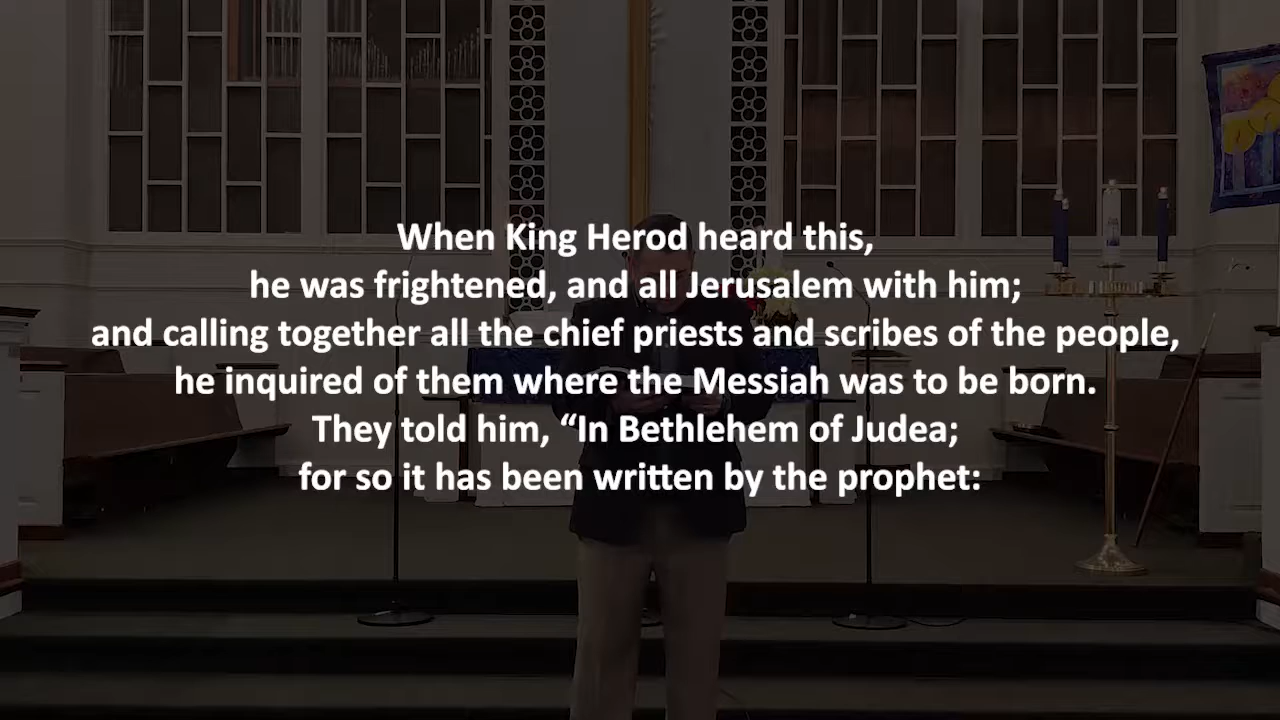 When King Herod heard this,
he was frightened, and all Jerusalem with him;
and calling together all the chief priests and scribes of the people,
he inquired of them where the Messiah was to be born.
They told him, “In Bethlehem of Judea;
for so it has been written by the prophet: